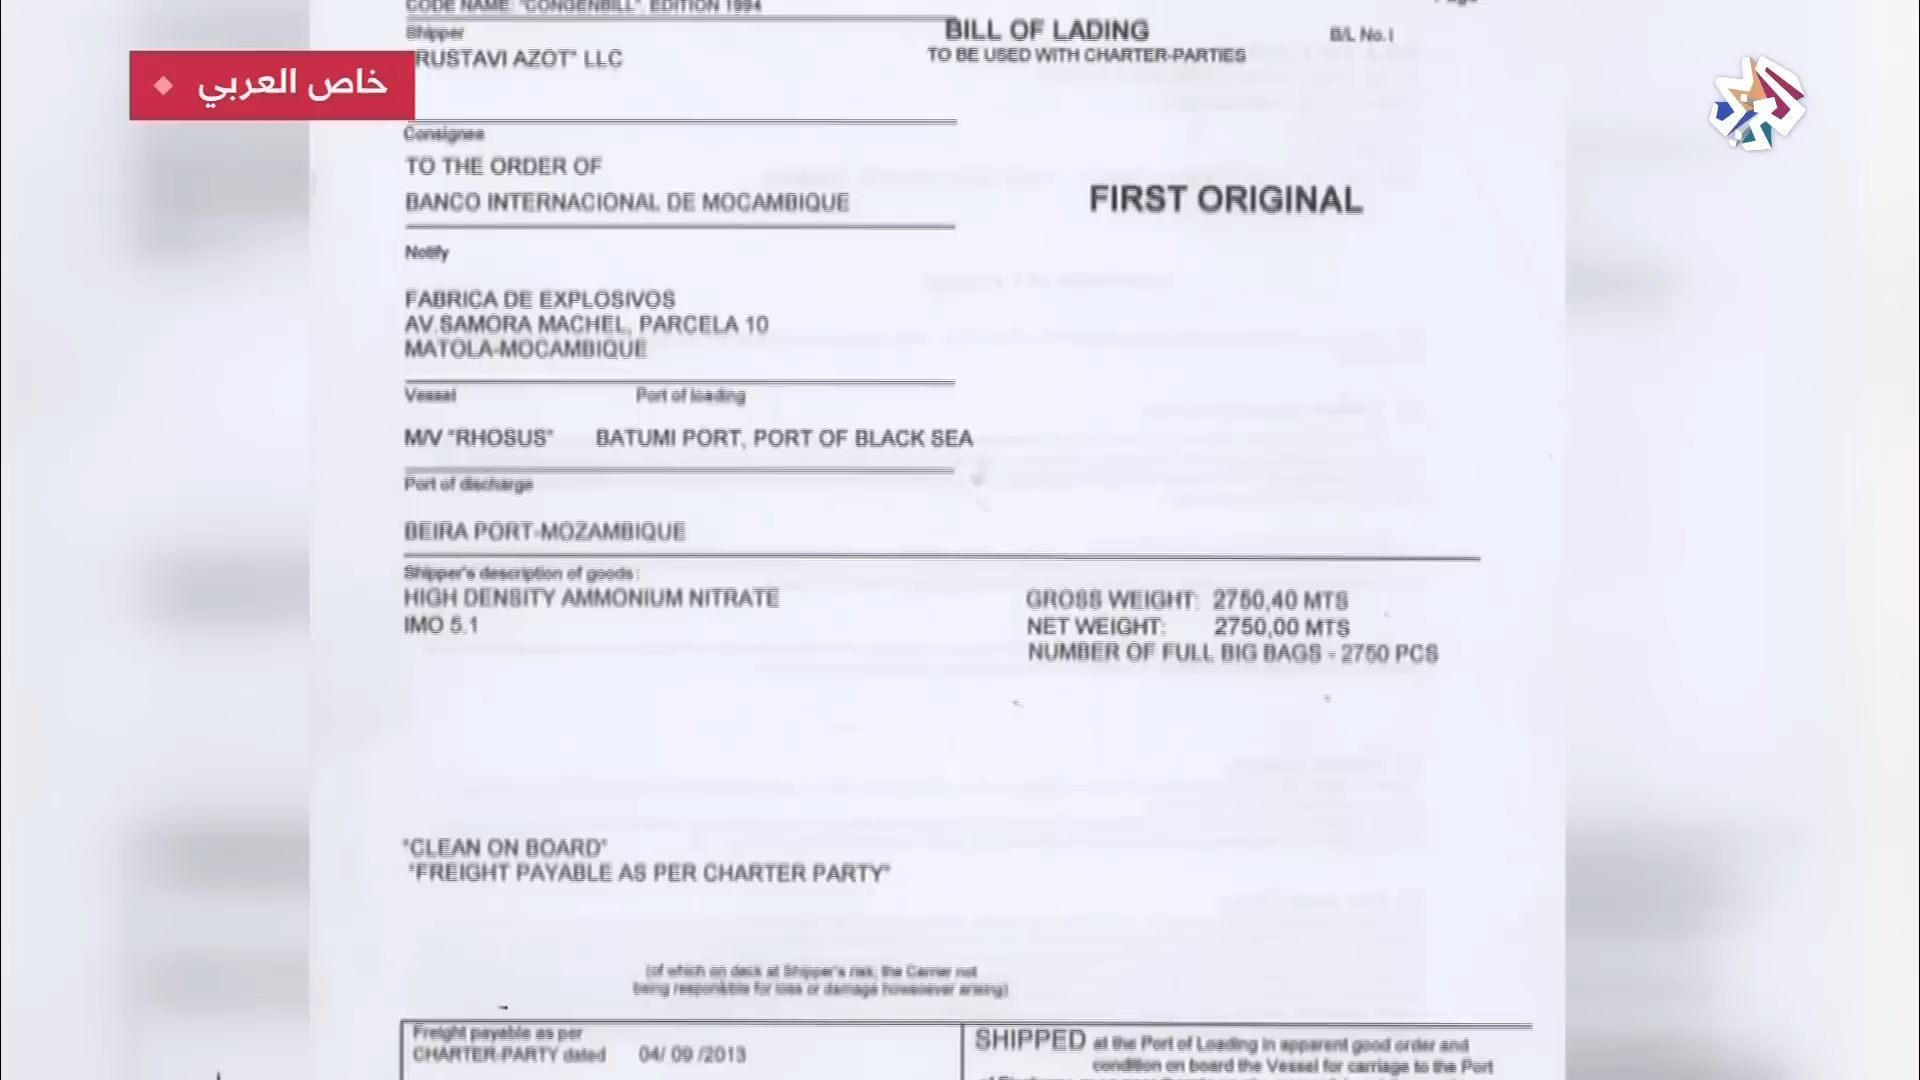 CODE NAME: "CONGENBILL". EDITION 1994
Shipper
BILL OF LADING
B/L No.
RUSTAVI AZOT" LLC
TO BE USED WITH CHARTER-PARTIES
خاص العربي
Consignee
TO THE ORDER OF
BANCO INTERNACIONAL DE MOCAMBIQUE
FIRST ORIGINAL
Notify
FABRICA DE EXPLOSIVOS
AV.SAMORA MACHEL, PARCELA 10
MATOLA-MOCAMBIQUE
Vessel Port of loading
M/V "RHOSUS" BATUMI PORT, PORT OF BLACK SEA
Port of discharge
BEIRA PORT-MOZAMBIQUE
Shipper's description of goods:
HIGH DENSITY AMMONIUM NITRATE
IMO 5.1
GROSS WEIGHT: 2750,40 MTS
NET WEIGHT: 2750,00 MTS
NUMBER OF FULL BIG BAGS - 2750 PCS
"CLEAN ON BOARD"
"FREIGHT PAYABLE AS PER CHARTER PARTY"
(of which on deck at Shipper's risk; the Carrier not
being responsible for loss or damage howsoever arising)
Freight payable as per
CHARTER-PARTY dated 04/ 09 /2013
SHIPPED at the Port of Loading in apparent good order and
condition on board the Vessel for carriage to the Port